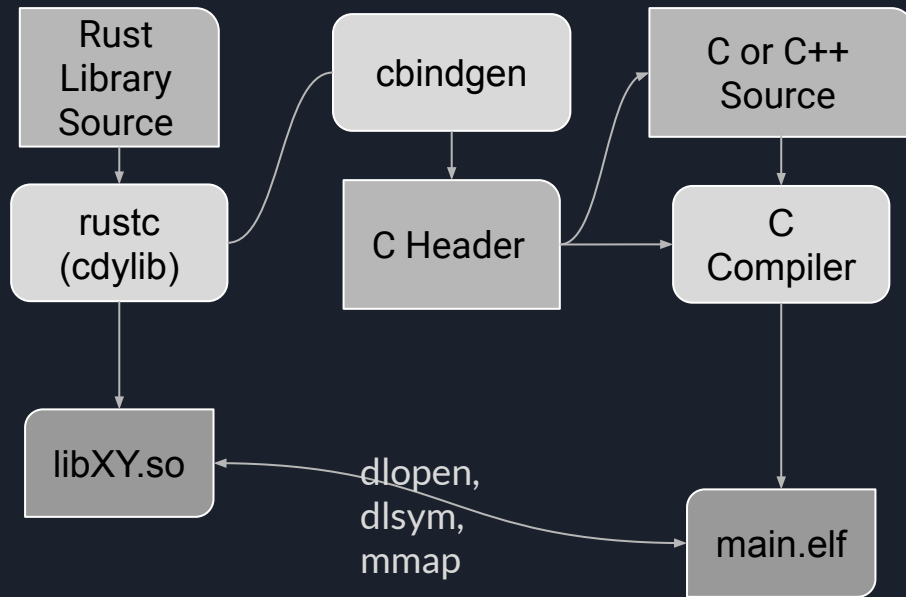 Rust
Library
Source
cbindgen
C or C++
Source
rustc
(cdylib)
C Header
C
Compiler
libXY.so
dlopen,
dlsym,
mmap
main.elf